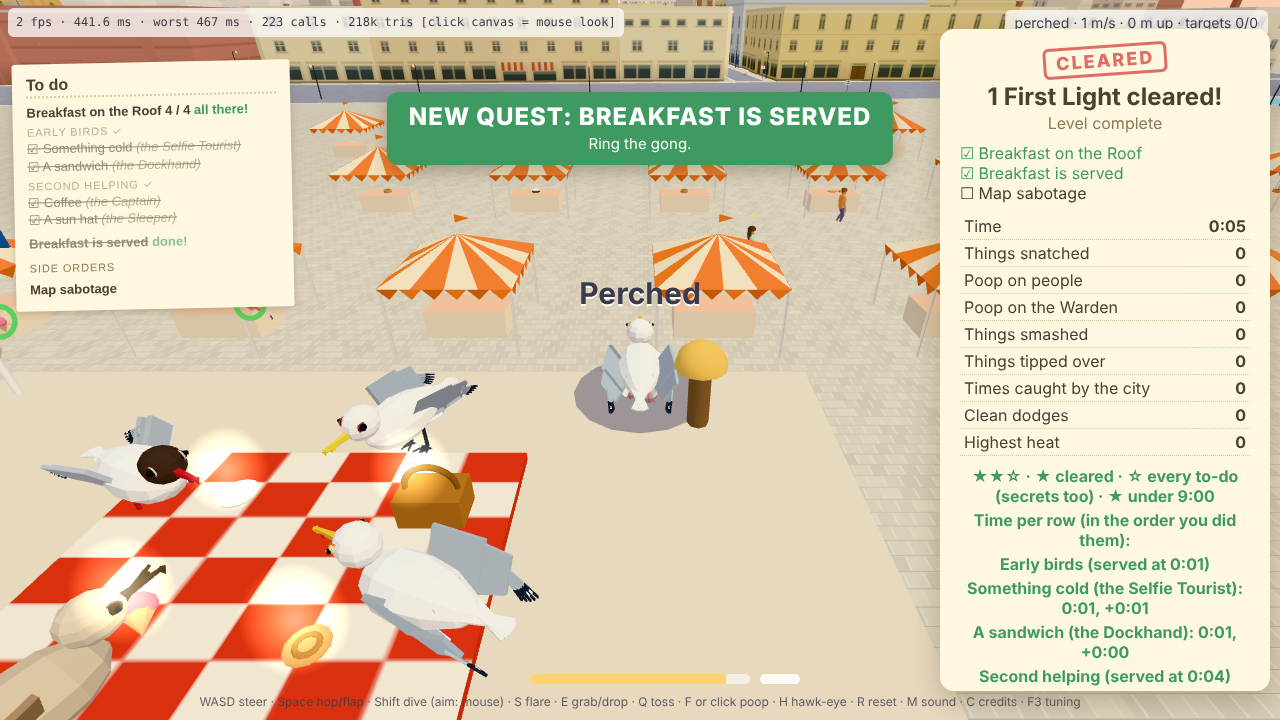 2 fps · 441.6 ms · worst 467 ms · 223 calls · 218k tris [click canvas = mouse look]
perched · 1 m/s · 0 m up · targets 0/0
To do
Breakfast on the Roof 4 / 4 all there!
EARLY BIRDS ✓
☑ Something cold (the Selfie Tourist)
☑ A sandwich (the Dockhand)
SECOND HELPING ✓
☑ Coffee (the Captain)
☑ A sun hat (the Sleeper)
Breakfast is served done!
SIDE ORDERS
Map sabotage
NEW QUEST: BREAKFAST IS SERVED
Ring the gong.
Perched
CLEARED
1 First Light cleared!
Level complete
☑ Breakfast on the Roof
☑ Breakfast is served
☐ Map sabotage
Time 0:05
Things snatched 0
Poop on people 0
Poop on the Warden 0
Things smashed 0
Things tipped over 0
Times caught by the city 0
Clean dodges 0
Highest heat 0
★★☆ · ★ cleared · ☆ every to-do
(secrets too) · ★ under 9:00
Time per row (in the order you did
them):
Early birds (served at 0:01)
Something cold (the Selfie Tourist):
0:01, +0:01
A sandwich (the Dockhand): 0:01,
+0:00
Second helping (served at 0:04)
WASD steer · Space hop/flap · Shift dive (aim: mouse) · S flare · E grab/drop · Q toss · F or click poop · H hawk-eye · R reset · M sound · C credits · F3 tuning